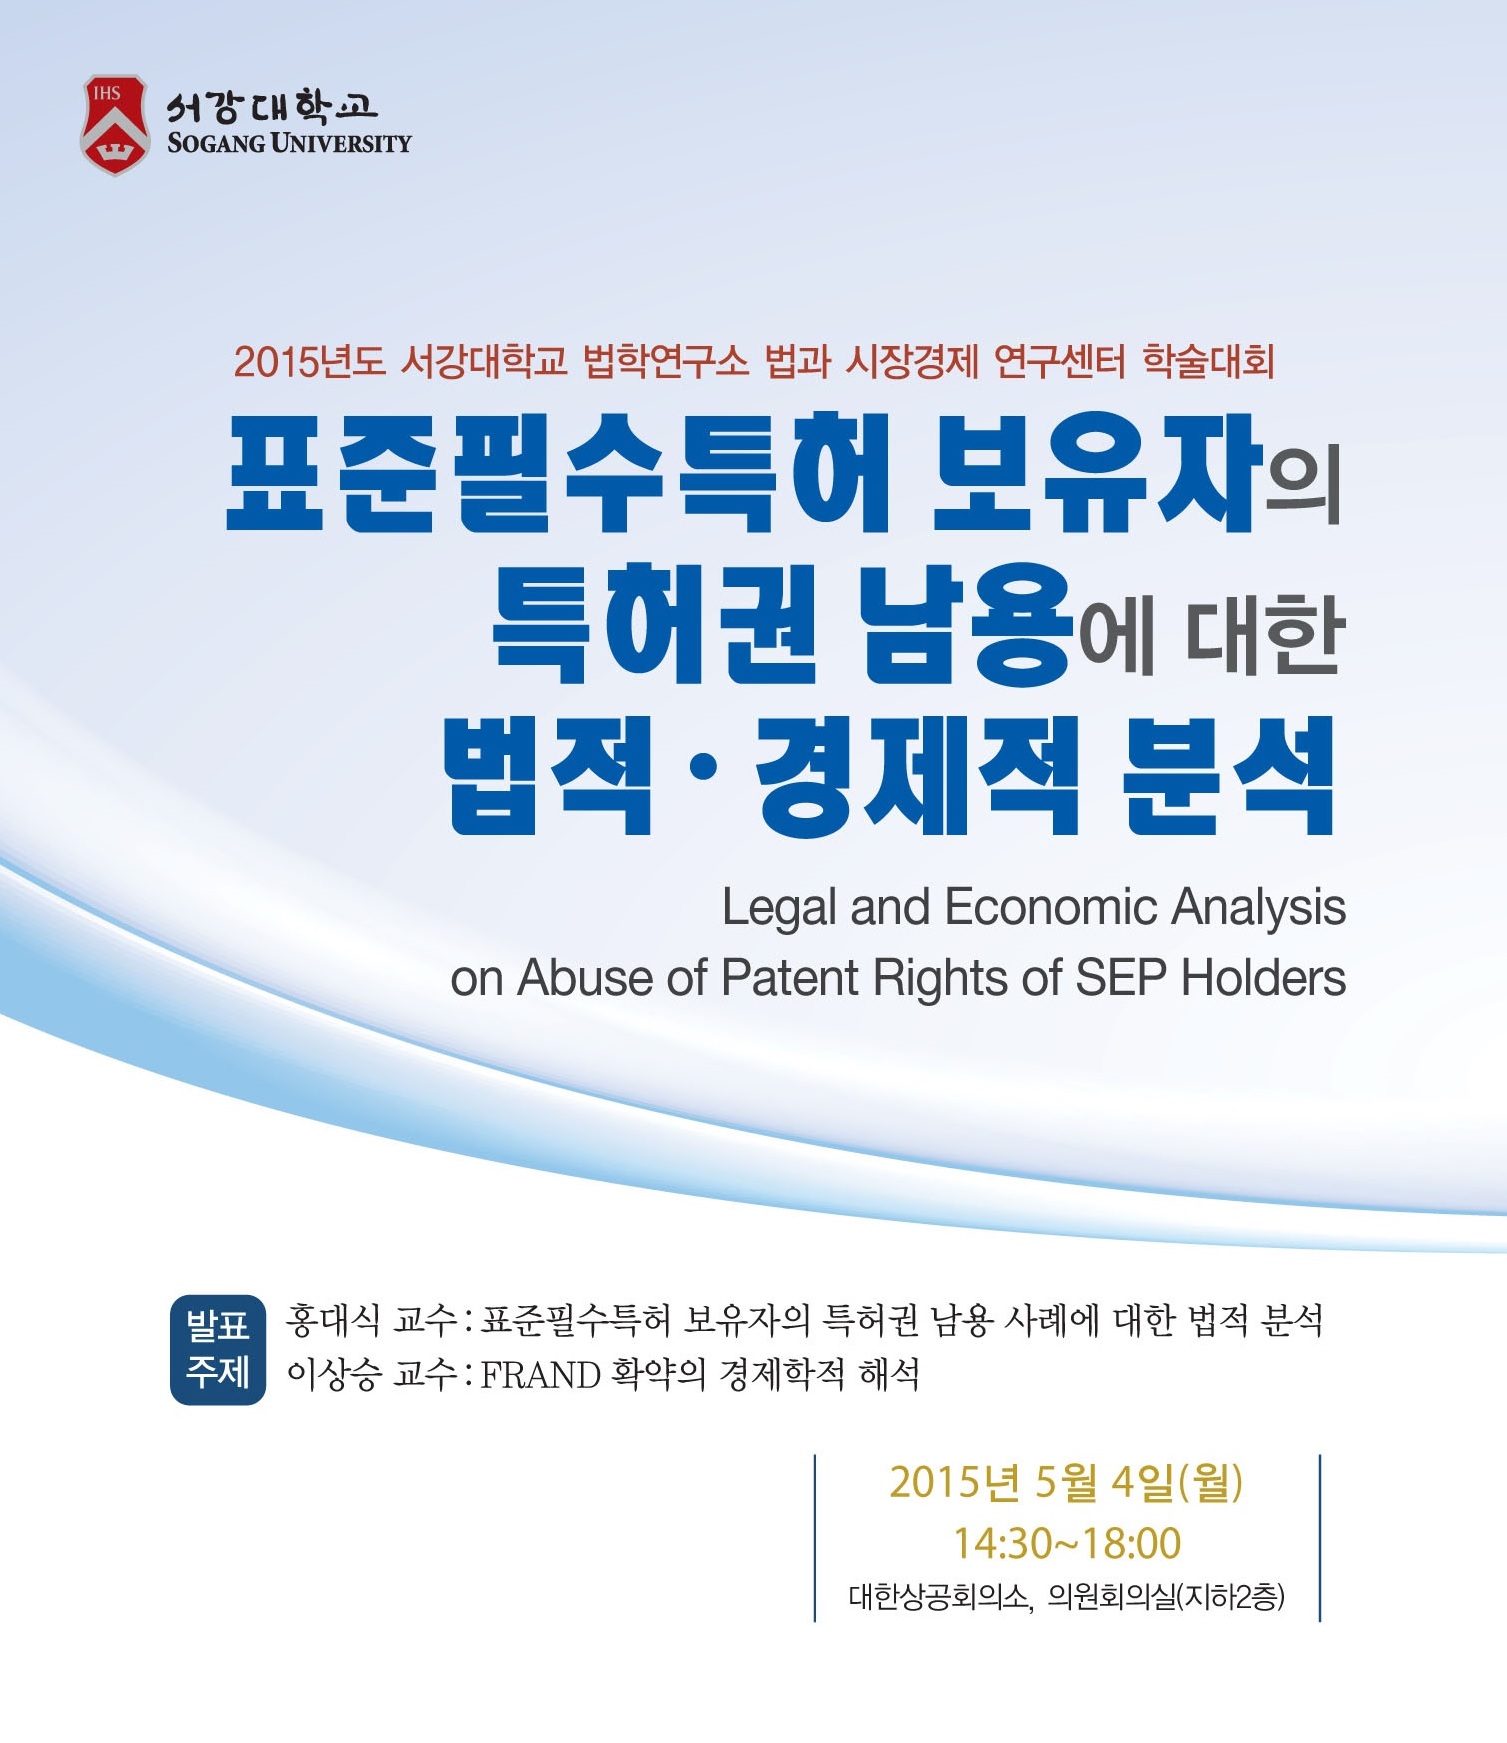 IHS
서강대학교
SOGANG UNIVERSITY
2015년도 서강대학교 법학연구소 법과 시장경제 연구센터 학술대회
표준필수특허 보유자의
특허권 남용에 대한
법적·경제적 분석
Legal and Economic Analysis
on Abuse of Patent Rights of SEP Holders
발표
주제
홍대식 교수 : 표준필수특허 보유자의 특허권 남용 사례에 대한 법적 분석
이상승 교수 : FRAND 확약의 경제학적 해석
2015년 5월 4일(월)
14:30~18:00
대한상공회의소, 의원회의실(지하2층)